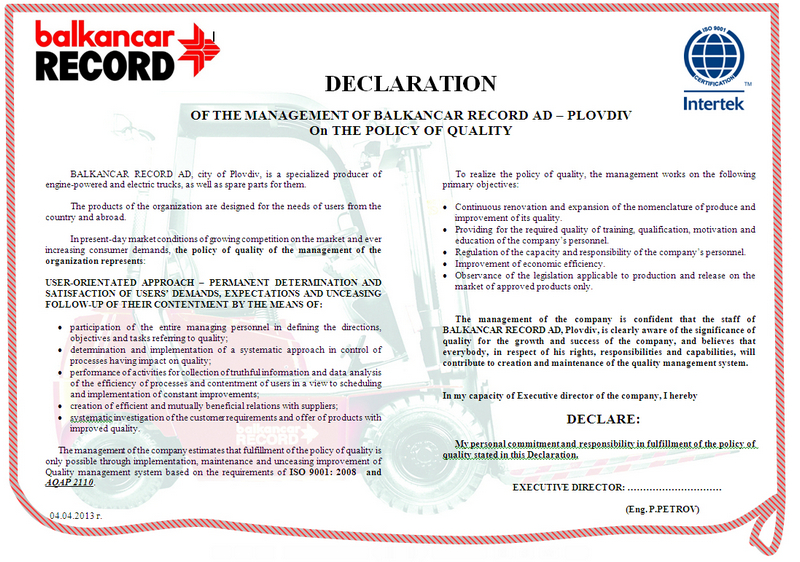 balkancar
RECORD
ISO 9001
CERTIFICATION
TM
Intertek
DECLARATION
OF THE MANAGEMENT OF BALKANCAR RECORD AD – PLOVDIV
On THE POLICY OF QUALITY
BALKANCAR RECORD AD, city of Plovdiv, is a specialized producer of
engine-powered and electric trucks, as well as spare parts for them.
The products of the organization are designed for the needs of users from the
country and abroad.
In present-day market conditions of growing competition on the market and ever
increasing consumer demands, the policy of quality of the management of the
organization represents:
USER-ORIENTATED APPROACH – PERMANENT DETERMINATION AND
SATISFACTION OF USERS' DEMANDS, EXPECTATIONS AND UNCEASING
FOLLOW-UP OF THEIR CONTENTMENT BY THE MEANS OF:
• participation of the entire managing personnel in defining the directions,
objectives and tasks referring to quality;
• determination and implementation of a systematic approach in control of
processes having impact on quality;
• performance of activities for collection of truthful information and data analysis
of the efficiency of processes and contentment of users in a view to scheduling
and implementation of constant improvements;
• creation of efficient and mutually beneficial relations with suppliers;
• systematic investigation of the customer requirements and offer of products with
improved quality.
The management of the company estimates that fulfillment of the policy of quality is
only possible through implementation, maintenance and unceasing improvement of
Quality management system based on the requirements of ISO 9001: 2008 and
AQAP 2110.
04.04.2013 г.
To realize the policy of quality, the management works on the following
primary objectives:
• Continuous renovation and expansion of the nomenclature of produce and
improvement of its quality.
• Providing for the required quality of training, qualification, motivation and
education of the company's personnel.
• Regulation of the capacity and responsibility of the company's personnel.
• Improvement of economic efficiency.
• Observance of the legislation applicable to production and release on the
market of approved products only.
The management of the company is confident that the staff of
BALKANCAR RECORD AD, Plovdiv, is clearly aware of the significance of
quality for the growth and success of the company, and believes that
everybody, in respect of his rights, responsibilities and capabilities, will
contribute to creation and maintenance of the quality management system.
In my capacity of Executive director of the company, I hereby
DECLARE:
My personal commitment and responsibility in fulfillment of the policy of
quality stated in this Declaration.
EXECUTIVE DIRECTOR: …………………………
(Eng. P.PETROV)
balkancar
RECORD